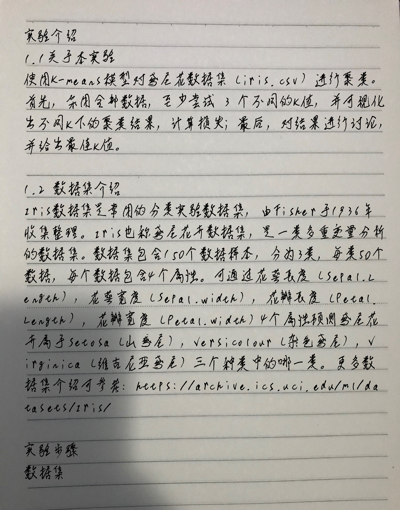 实验介绍
1.1关于本实验
使用K-means模型对鸢尾花数据集（iris.csv）进行聚类。
首先，采用全部数据，至少尝试3个不同的K值，并可视化
出不同K下的聚类结果，计算损失；最后，对结果进行讨论，
并给出最佳K值。
1.2 数据集介绍
Iris数据集是常用的分类实验数据集，由Fisher于1936年
收集整理。Iris也称鸢尾花卉数据集，是一类多重变量分析
的数据集。数据集包含150个数据样本，分为3类，每类50个
数据，每个数据包含4个属性。可通过花萼长度（Sepal.L
ength），花萼宽度（Sepal.width），花瓣长度（Petal.
Length），花瓣宽度（Petal.width）4个属性预测鸢尾花
卉属于Setosa（山鸢尾），versicolour（杂色鸢尾），v
irginica（维吉尼亚鸢尾）三个种类中的哪一类。更多数
据集介绍可参考：https://archive.ics.uci.edu/ml/da
tasets/iris/
实验步骤
数据集